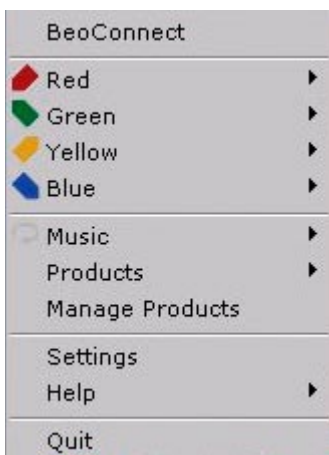 BeoConnect
Red
Green
Yellow
Blue
Music
Products
Manage Products
Settings
Help
Quit